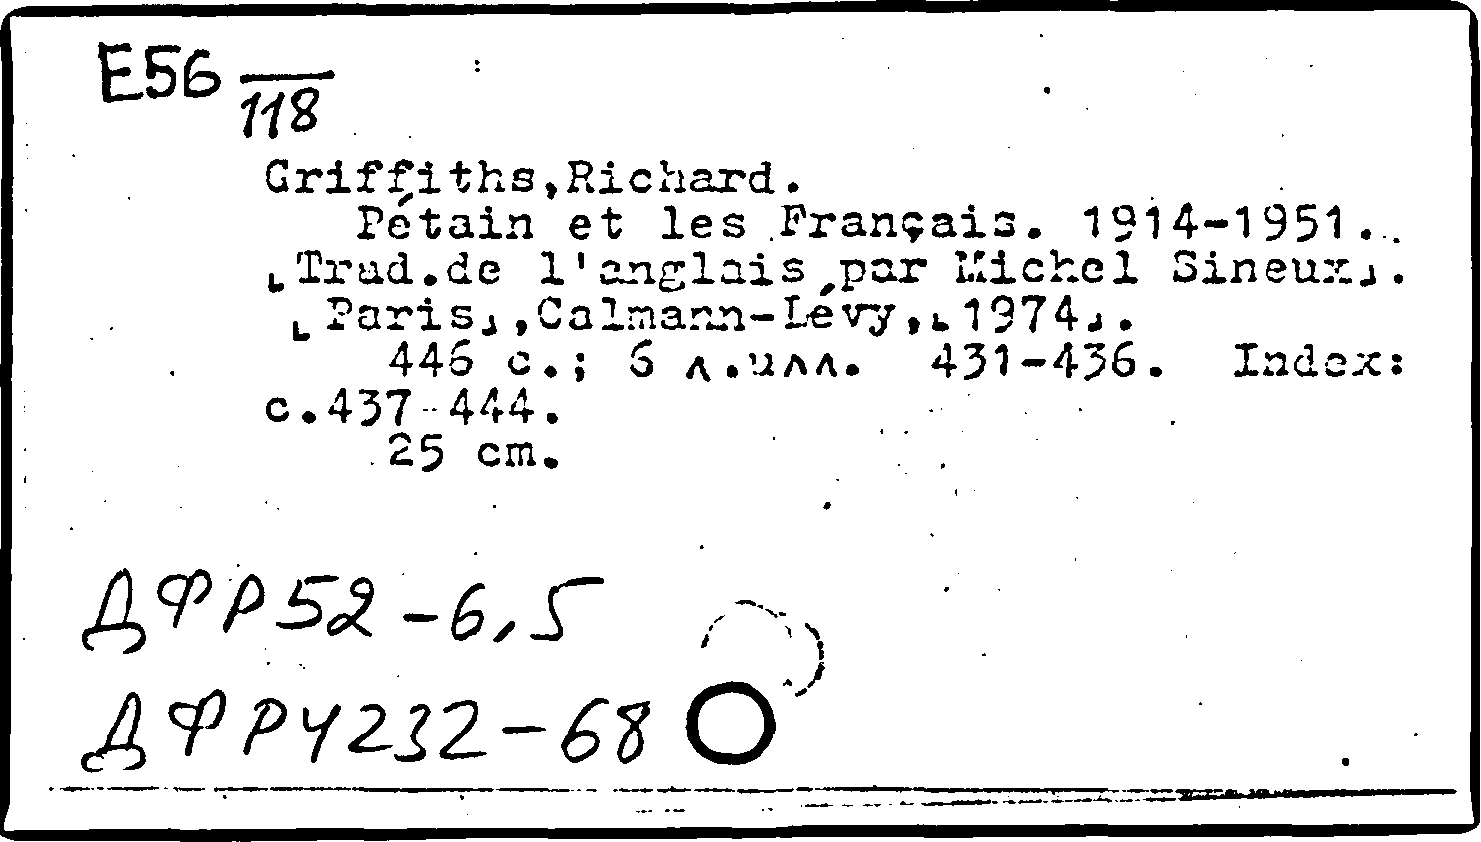 E56 —
118
Griffiths,Richard.
Pétain et les Français. 1914-1951.
⌞Trad.de l'anglais par Michel Sineux⌟.
⌞Paris⌟,Calmann-Lévy,⌞1974⌟.
446 с.; 6 л.илл. 431-436. Index:
с.437-444.
25 cm.
ДФР52-6,5
ДФРУ232-68